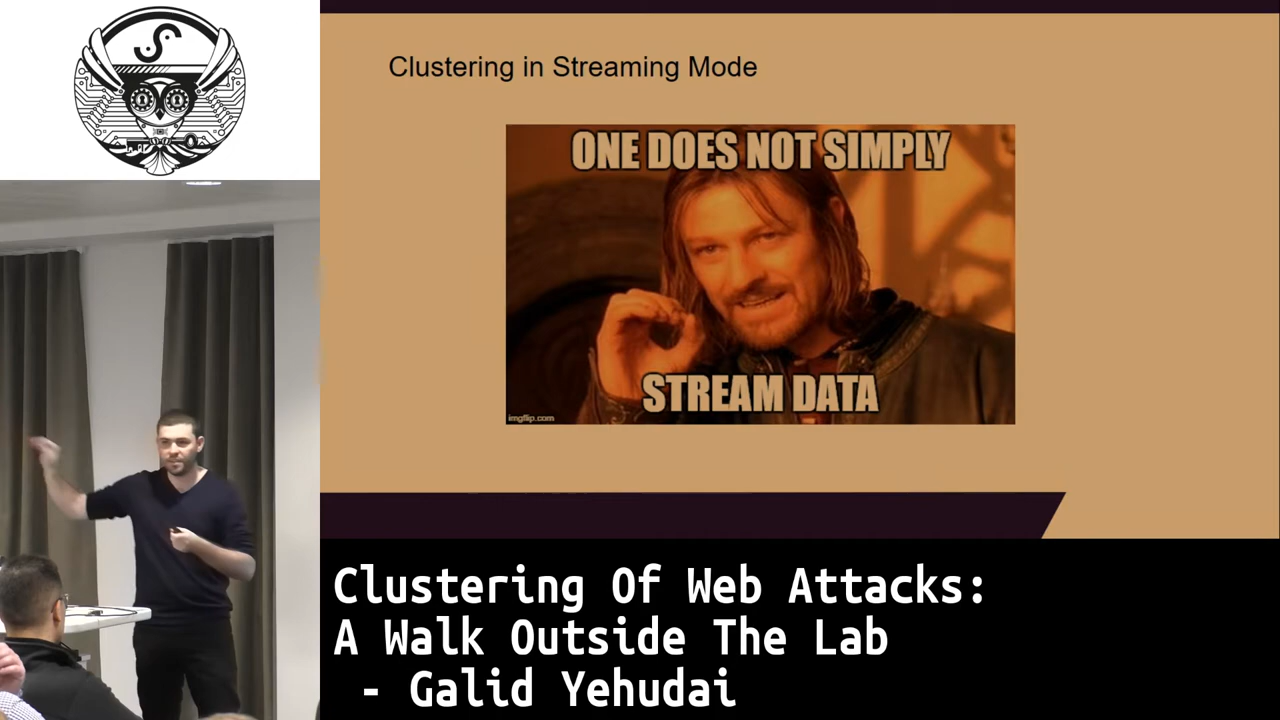 Clustering in Streaming Mode
ONE DOES NOT SIMPLY
STREAM DATA
imgflip.com
Clustering Of Web Attacks:
A Walk Outside The Lab
- Galid Yehudai